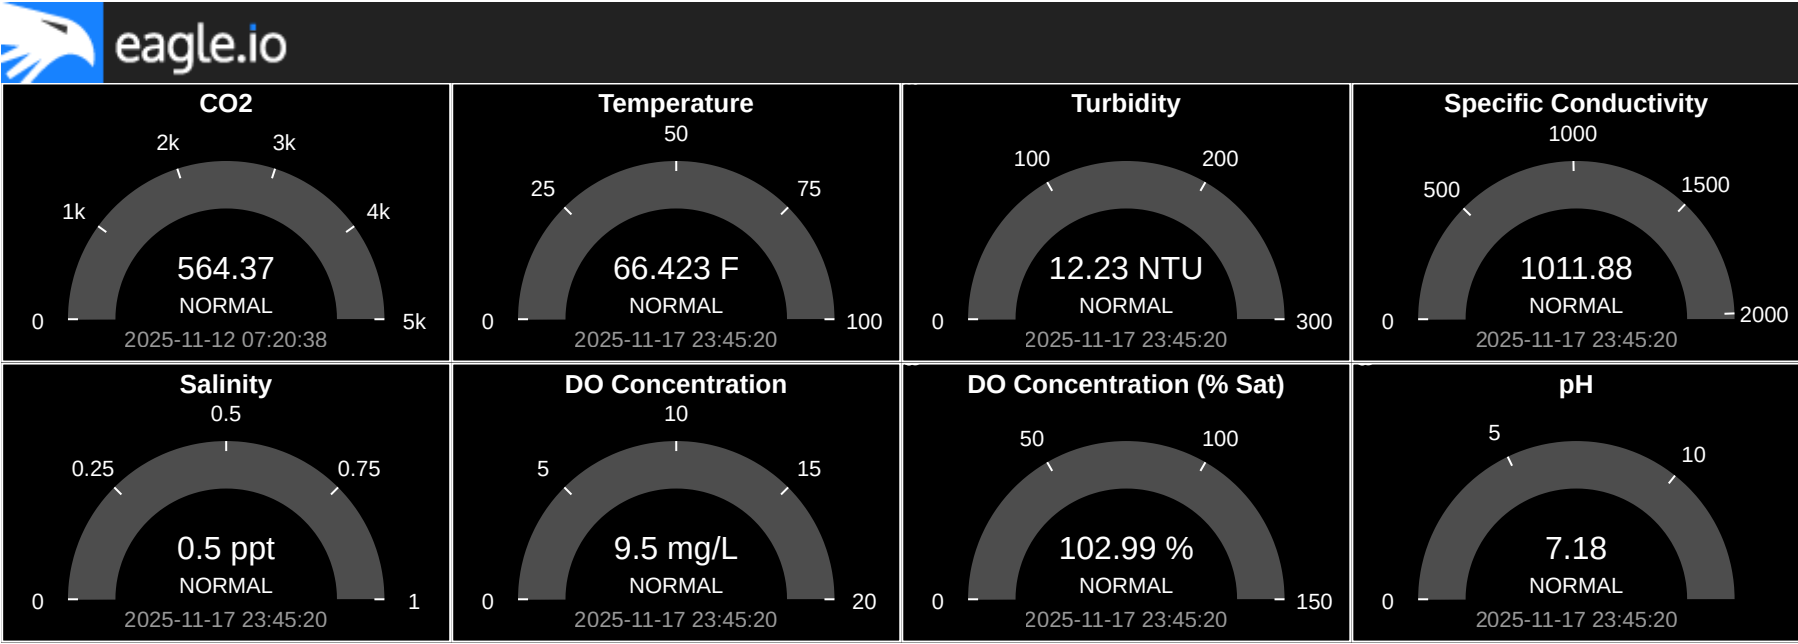 eagle.io
CO2
2k 3k
1k 4k
564.37
NORMAL
0 5k
2025-11-12 07:20:38
Temperature
50
25 75
66.423 F
NORMAL
0 100
2025-11-17 23:45:20
Turbidity
100 200
12.23 NTU
NORMAL
0 300
2025-11-17 23:45:20
Specific Conductivity
1000
500 1500
1011.88
NORMAL
0 2000
2025-11-17 23:45:20
Salinity
0.5
0.25 0.75
0.5 ppt
NORMAL
0 1
2025-11-17 23:45:20
DO Concentration
10
5 15
9.5 mg/L
NORMAL
0 20
2025-11-17 23:45:20
DO Concentration (% Sat)
50 100
102.99 %
NORMAL
0 150
2025-11-17 23:45:20
pH
5 10
7.18
NORMAL
0
2025-11-17 23:45:20